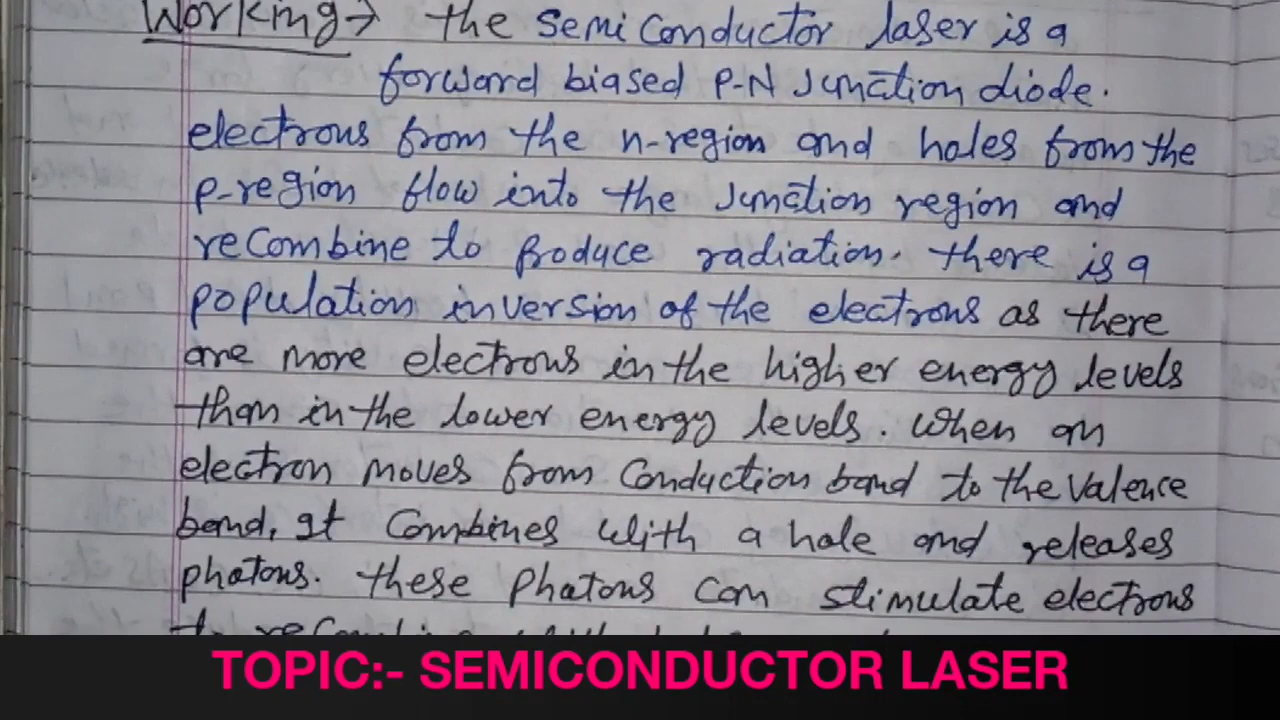 Working → the semiconductor laser is a
forward biased P-N Junction diode.
electrons from the n-region and holes from the
p-region flow into the Junction region and
recombine to produce radiation. there is a
population inversion of the electrons as there
are more electrons in the higher energy levels
than in the lower energy levels. when an
electron moves from Conduction band to the valence
band, It Combines with a hole and releases
photons. these Photons can stimulate electrons
TOPIC:- SEMICONDUCTOR LASER